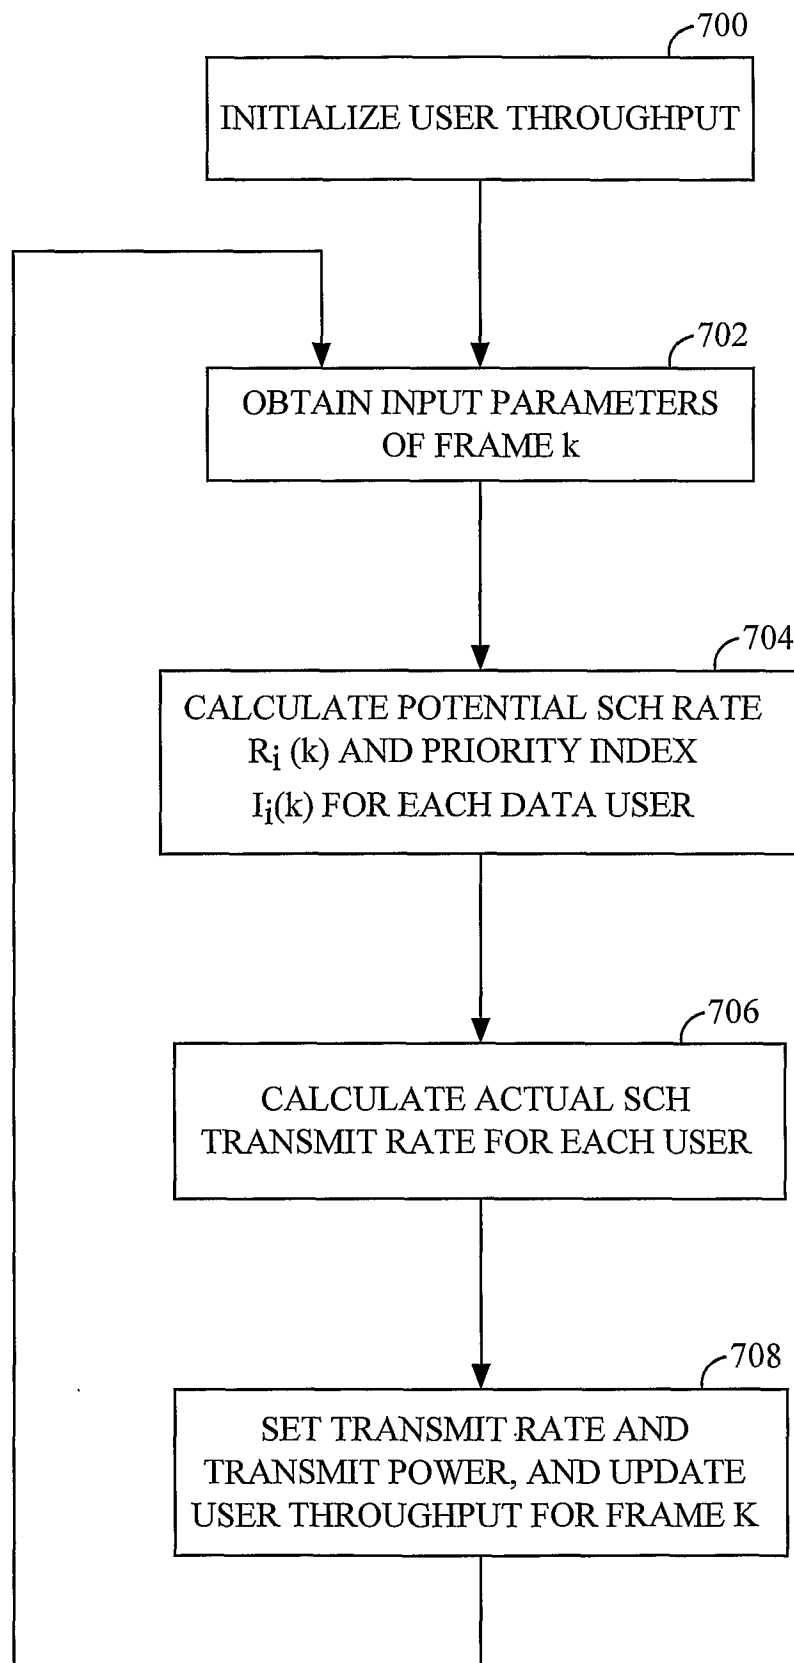 700
INITIALIZE USER THROUGHPUT
702
OBTAIN INPUT PARAMETERS
OF FRAME k
704
CALCULATE POTENTIAL SCH RATE
Ri (k) AND PRIORITY INDEX
Ii(k) FOR EACH DATA USER
706
CALCULATE ACTUAL SCH
TRANSMIT RATE FOR EACH USER
708
SET TRANSMIT RATE AND
TRANSMIT POWER, AND UPDATE
USER THROUGHPUT FOR FRAME K